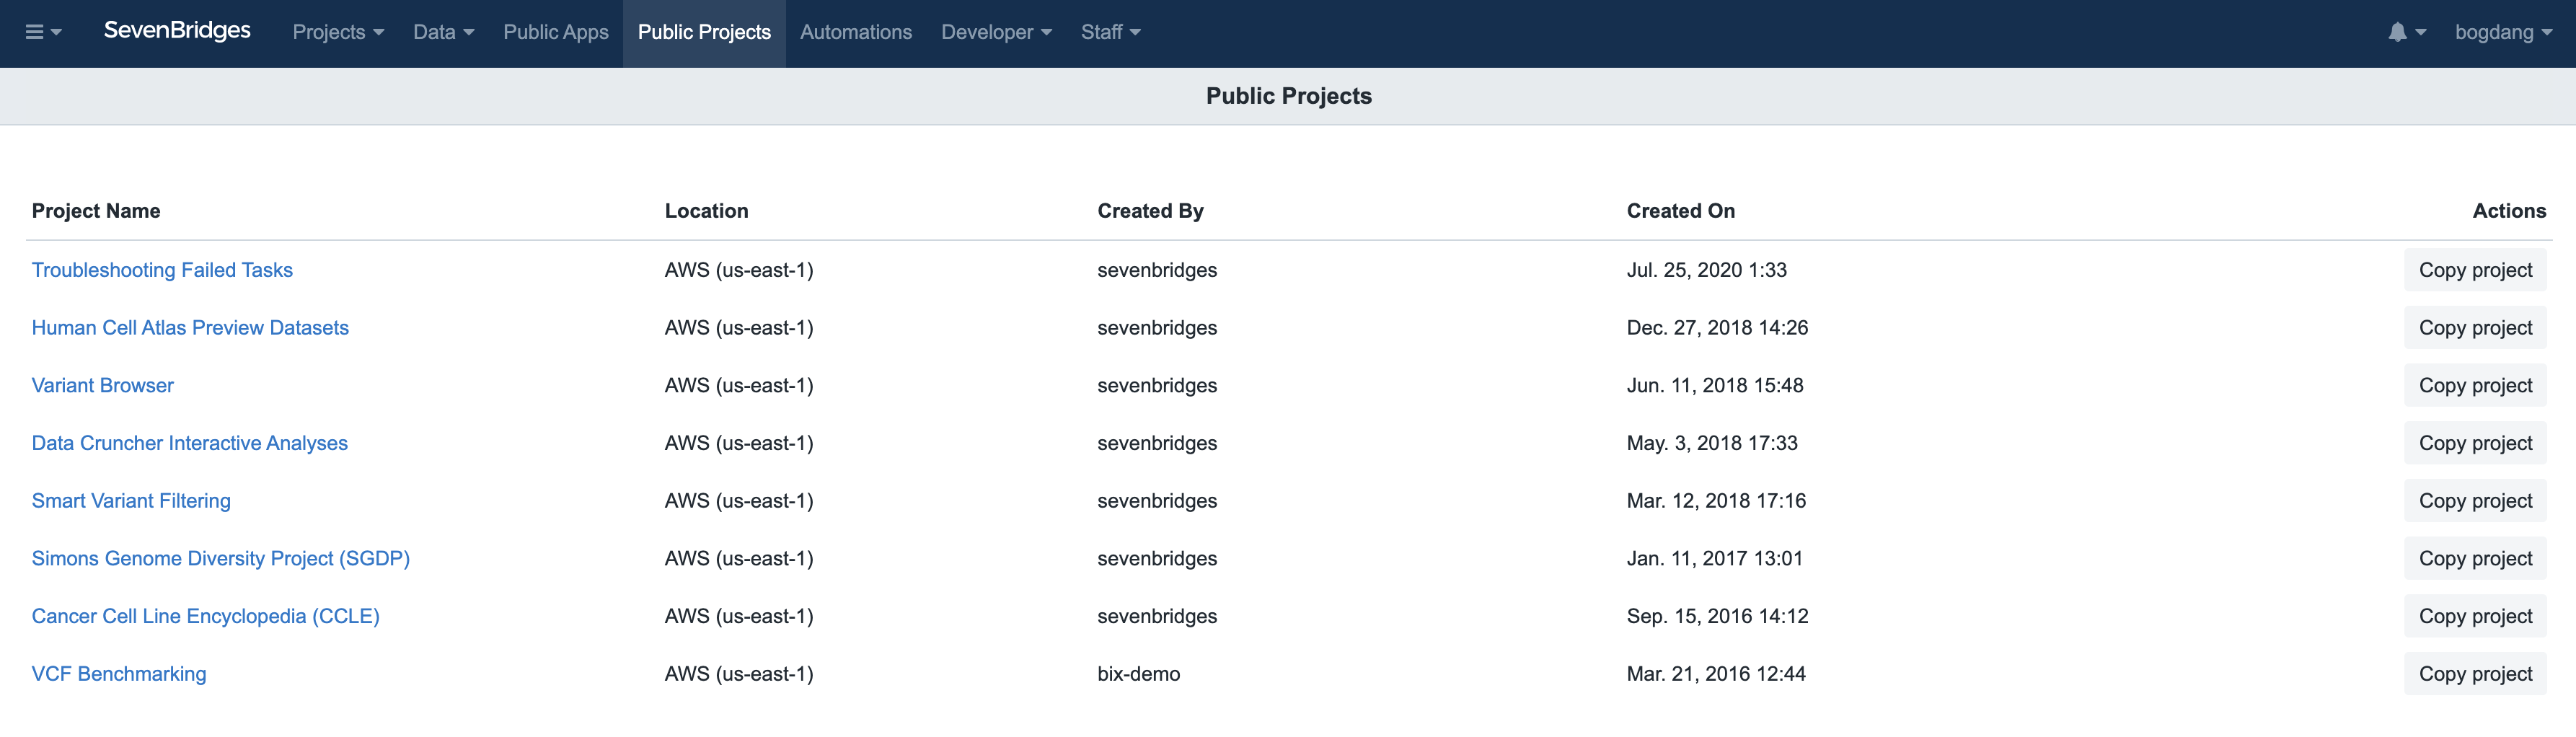 SevenBridges Projects Data Public Apps Public Projects Automations Developer Staff bogdang
Public Projects
Project Name Location Created By Created On Actions
Troubleshooting Failed Tasks AWS (us-east-1) sevenbridges Jul. 25, 2020 1:33 Copy project
Human Cell Atlas Preview Datasets AWS (us-east-1) sevenbridges Dec. 27, 2018 14:26 Copy project
Variant Browser AWS (us-east-1) sevenbridges Jun. 11, 2018 15:48 Copy project
Data Cruncher Interactive Analyses AWS (us-east-1) sevenbridges May. 3, 2018 17:33 Copy project
Smart Variant Filtering AWS (us-east-1) sevenbridges Mar. 12, 2018 17:16 Copy project
Simons Genome Diversity Project (SGDP) AWS (us-east-1) sevenbridges Jan. 11, 2017 13:01 Copy project
Cancer Cell Line Encyclopedia (CCLE) AWS (us-east-1) sevenbridges Sep. 15, 2016 14:12 Copy project
VCF Benchmarking AWS (us-east-1) bix-demo Mar. 21, 2016 12:44 Copy project